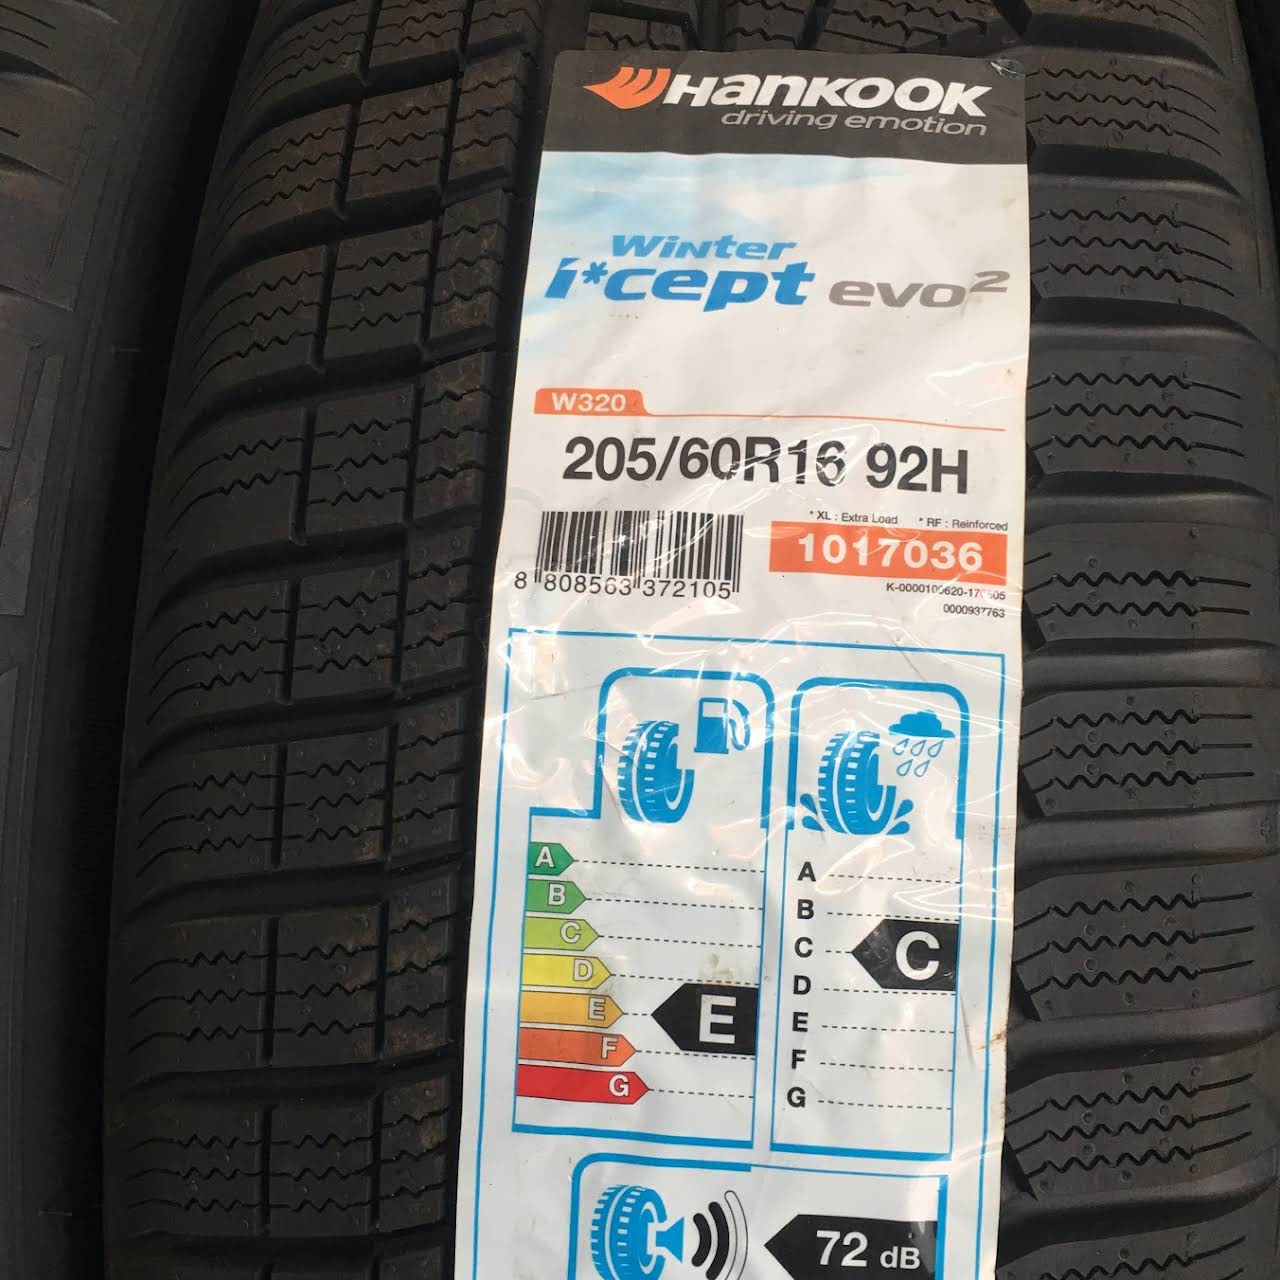 HANKOOK
driving emotion
Winter
i*cept evo2
W320
205/60R16 92H
* XL : Extra Load * RF : Reinforced
1017036
8 808563 372105
0000937763
A
B
C
D
E
F
G
E
A
B
C
D
E
F
G
C
72 dB